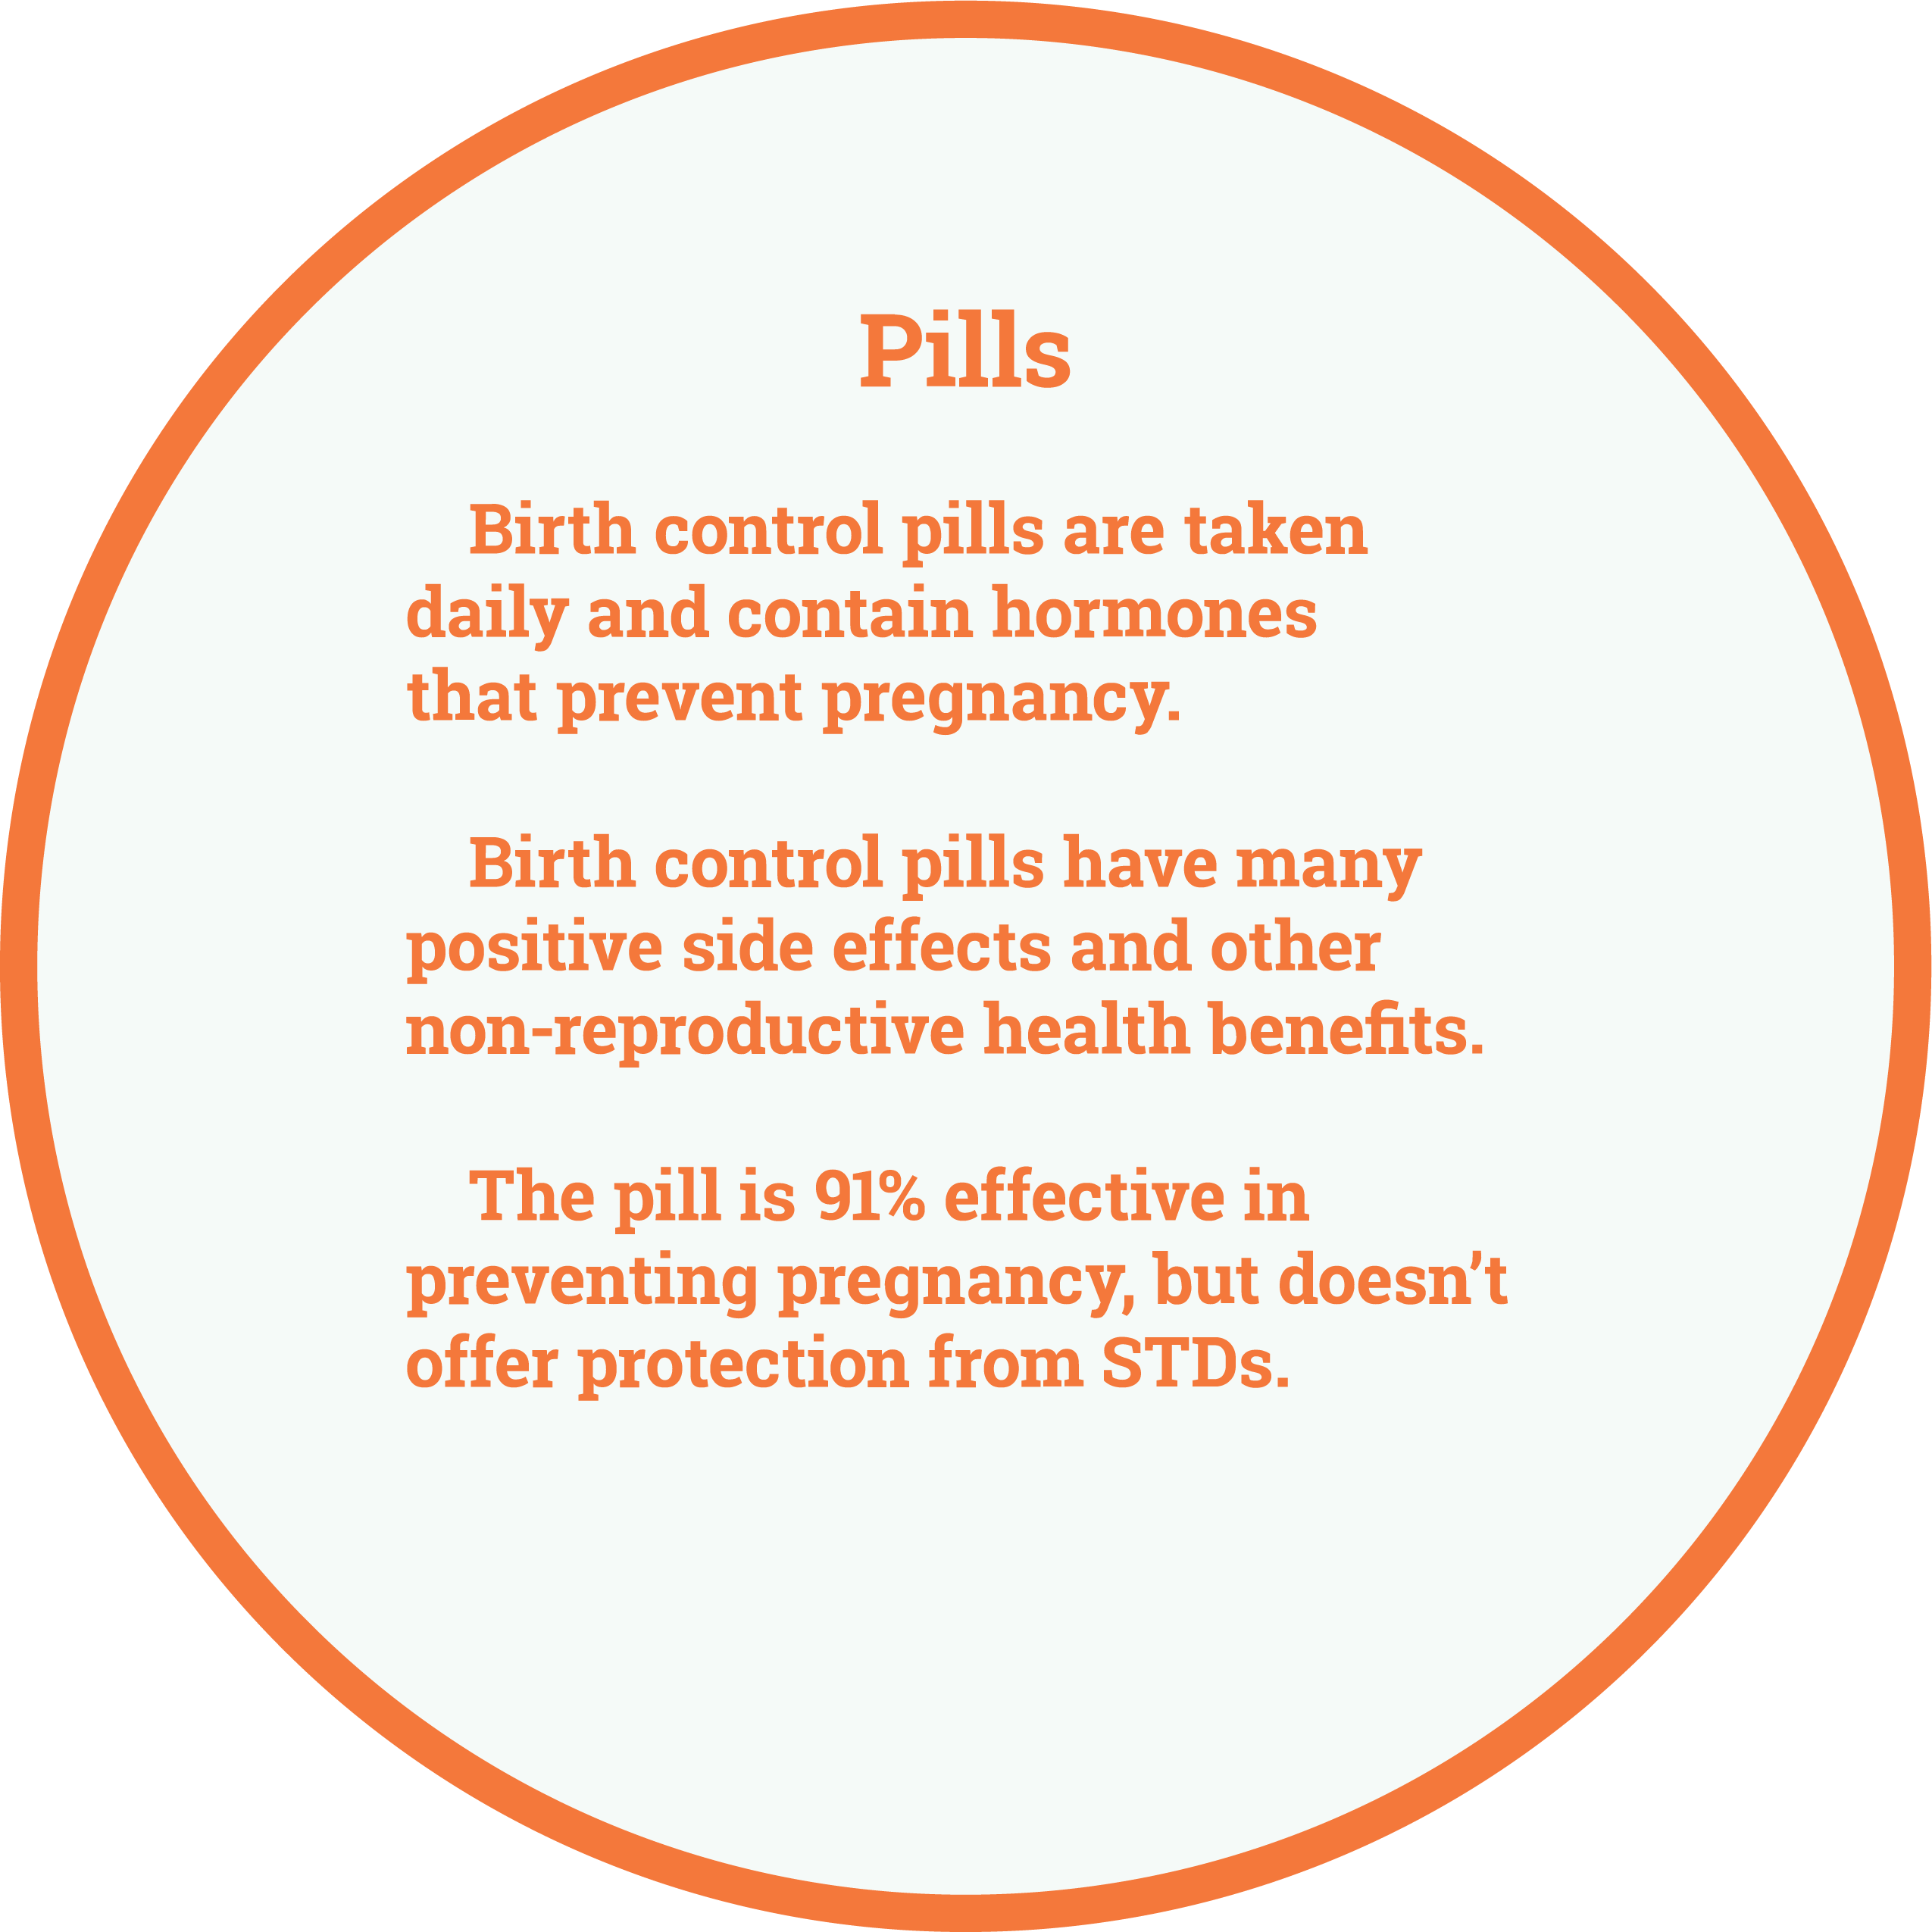 Pills
Birth control pills are taken
daily and contain hormones
that prevent pregnancy.
Birth control pills have many
positive side effects and other
non-reproductive health benefits.
The pill is 91% effective in
preventing pregnancy, but doesn't
offer protection from STDs.